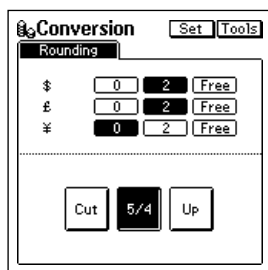 Conversion Set Tools
Rounding
$ 0 2 Free
£ 0 2 Free
¥ 0 2 Free
Cut 5/4 Up